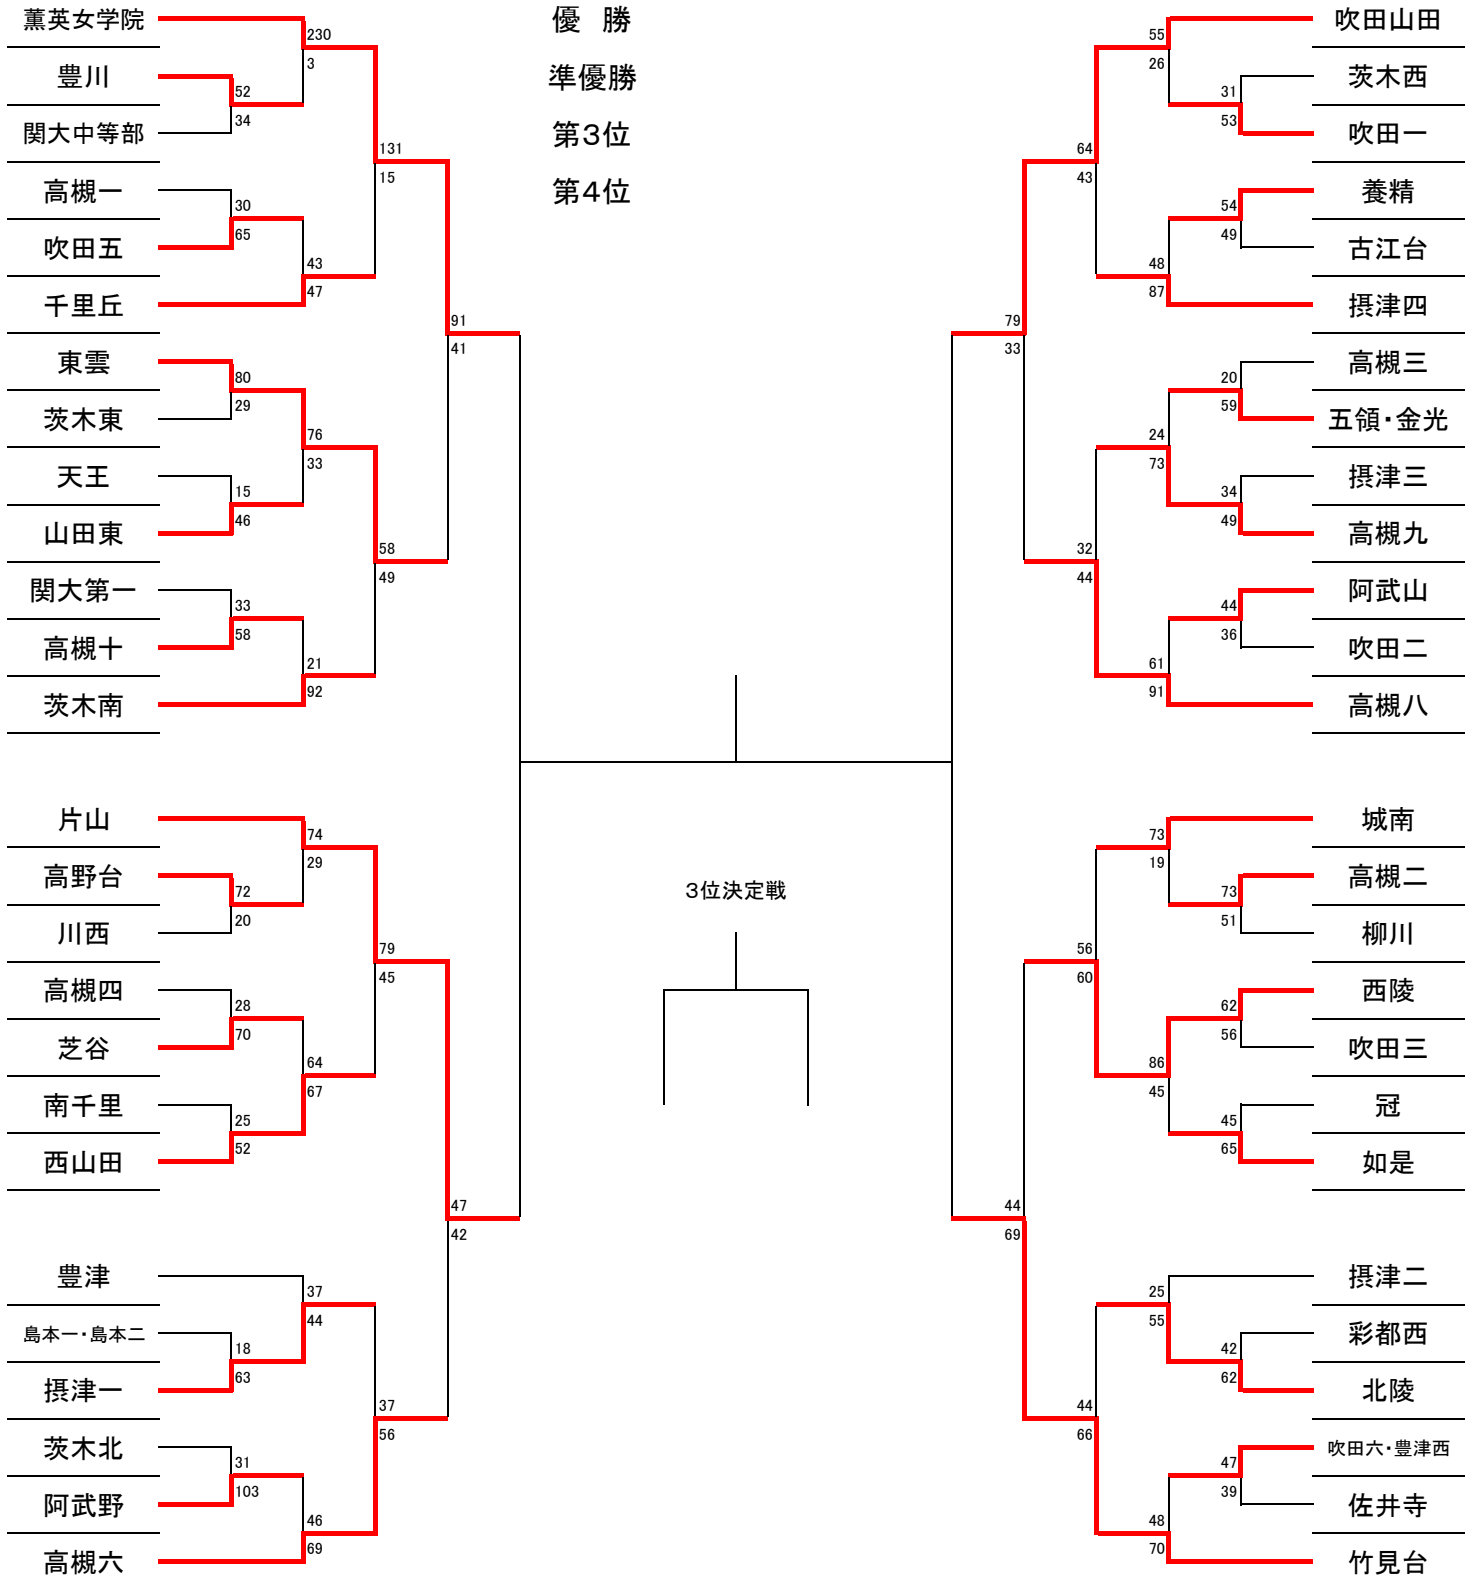 優　勝
準優勝
第3位
第4位
薫英女学院
230
3
豊川
52
34
関大中等部
131
15
高槻一
30
65
吹田五
43
47
千里丘
91
41
東雲
80
29
茨木東
76
33
天王
15
46
山田東
58
49
関大第一
33
58
高槻十
21
92
茨木南
片山
74
29
高野台
72
20
川西
79
45
高槻四
28
70
芝谷
64
67
南千里
25
52
西山田
47
42
豊津
37
44
島本一・島本二
18
63
摂津一
37
56
茨木北
31
103
阿武野
46
69
高槻六
3位決定戦
吹田山田
55
26
茨木西
31
53
吹田一
64
43
養精
54
49
古江台
48
87
摂津四
79
33
高槻三
20
59
五領・金光
24
73
摂津三
34
49
高槻九
32
44
阿武山
44
36
吹田二
61
91
高槻八
城南
73
19
高槻二
73
51
柳川
56
60
西陵
62
56
吹田三
86
45
冠
45
65
如是
44
69
摂津二
25
55
彩都西
42
62
北陵
44
66
吹田六・豊津西
47
39
佐井寺
48
70
竹見台